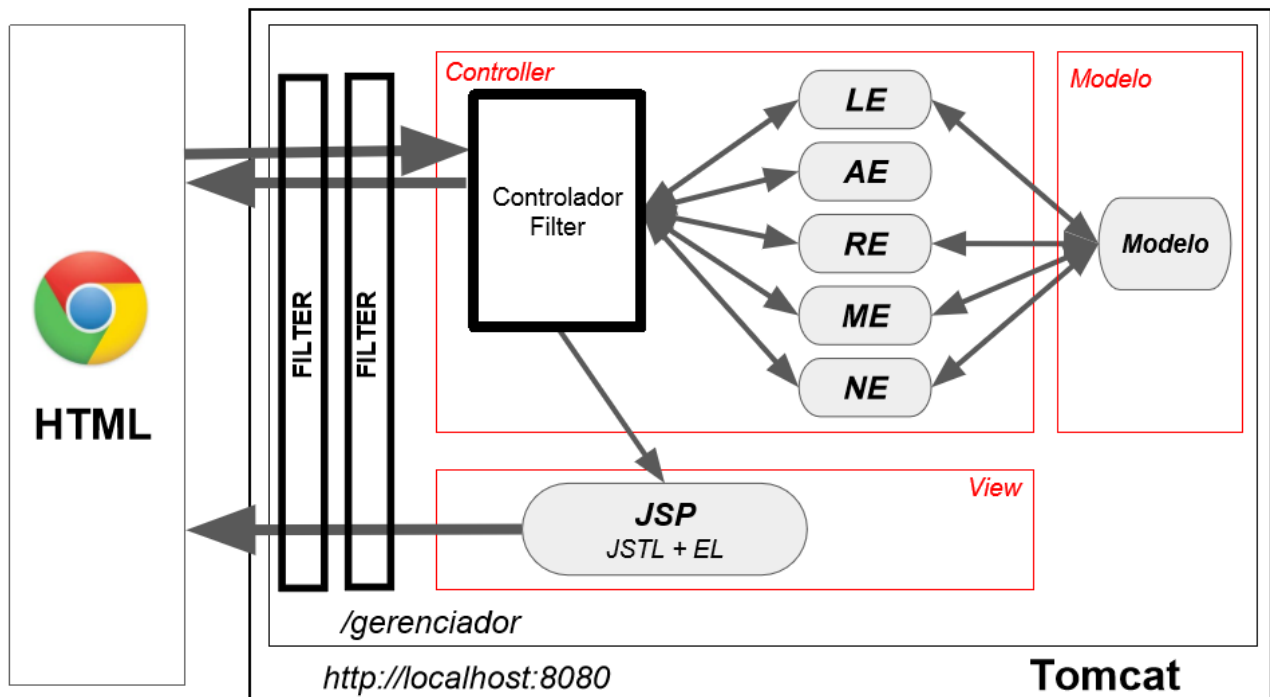 HTML
FILTER
FILTER
Controller
Controlador
Filter
LE
AE
RE
ME
NE
Modelo
Modelo
View
JSP
JSTL + EL
/gerenciador
http://localhost:8080
Tomcat